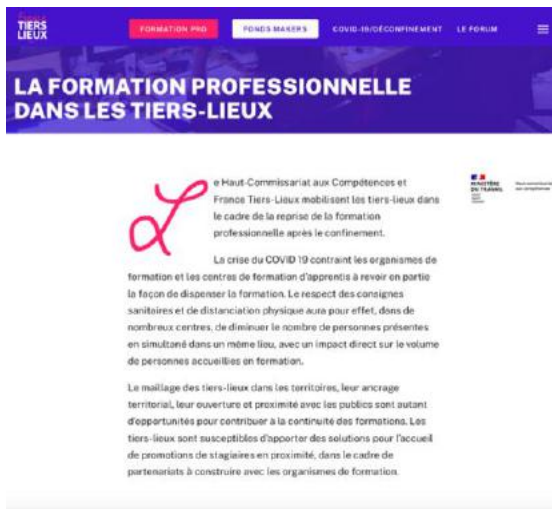 France
TIERS
LIEUX
FORMATION PRO
FONDS MAKERS
COVID-19/DÉCONFINEMENT
LE FORUM
LA FORMATION PROFESSIONNELLE
DANS LES TIERS-LIEUX
Le Haut-Commissariat aux Compétences et
France Tiers-Lieux mobilisent les tiers-lieux dans
le cadre de la reprise de la formation
professionnelle après le confinement.
La crise du COVID 19 contraint les organismes de
formation et les centres de formation d'apprentis à revoir en partie
la façon de dispenser la formation. Le respect des consignes
sanitaires et de distanciation physique aura pour effet, dans de
nombreux centres, de diminuer le nombre de personnes présentes
en simultané dans un même lieu, avec un impact direct sur le volume
de personnes accueillies en formation.
Le maillage des tiers-lieux dans les territoires, leur ancrage
territorial, leur ouverture et proximité avec les publics sont autant
d'opportunités pour contribuer à la continuité des formations. Les
tiers-lieux sont susceptibles d'apporter des solutions pour l'accueil
de promotions de stagiaires en proximité, dans le cadre de
partenariats à construire avec les organismes de formation.
MINISTÈRE
DU TRAVAIL